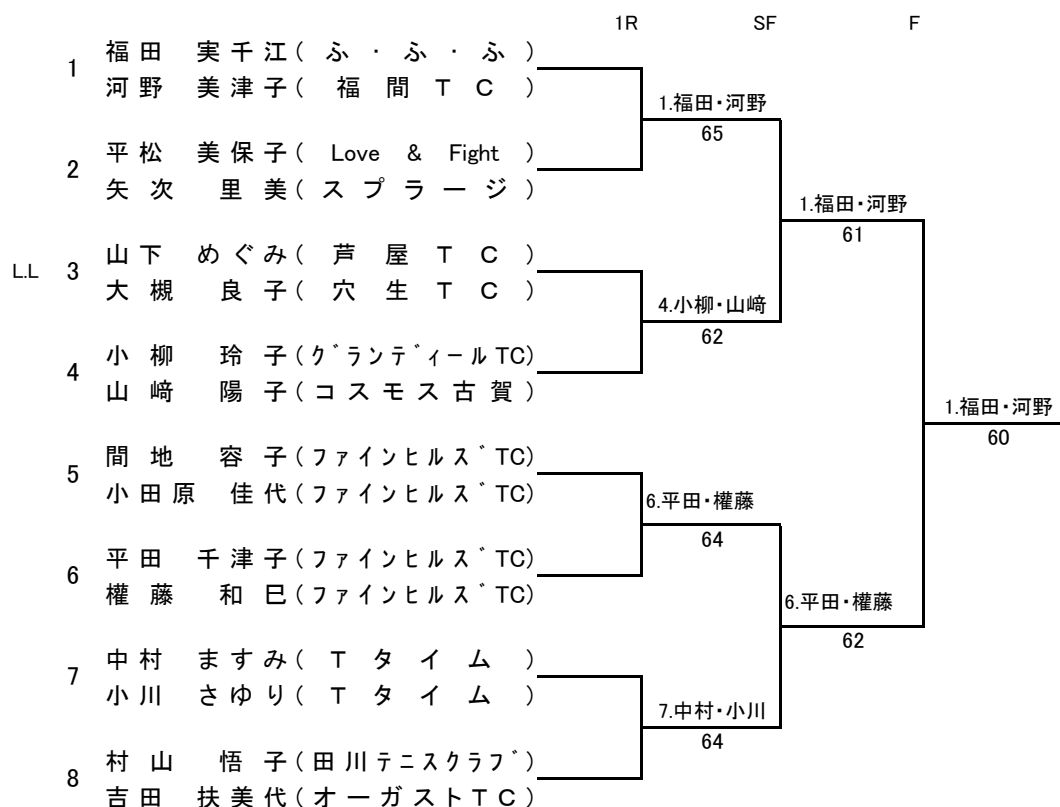 1R SF F
1 福田 実千江(ふ・ふ・ふ)
河野 美津子(福間TC)
1.福田・河野
65
2 平松 美保子(Love & Fight)
矢次 里美(スプラージ)
1.福田・河野
61
L.L 3 山下 めぐみ(芦屋TC)
大槻 良子(穴生TC)
4.小柳・山﨑
62
4 小柳 玲子(グランディールTC)
山﨑 陽子(コスモス古賀)
1.福田・河野
60
5 間地 容子(ファインヒルズTC)
小田原 佳代(ファインヒルズTC)
6.平田・權藤
64
6 平田 千津子(ファインヒルズTC)
權藤 和巳(ファインヒルズTC)
6.平田・權藤
62
7 中村 ますみ(Tタイム)
小川 さゆり(Tタイム)
7.中村・小川
64
8 村山 悟子(田川テニスクラブ)
吉田 扶美代(オーガストTC)